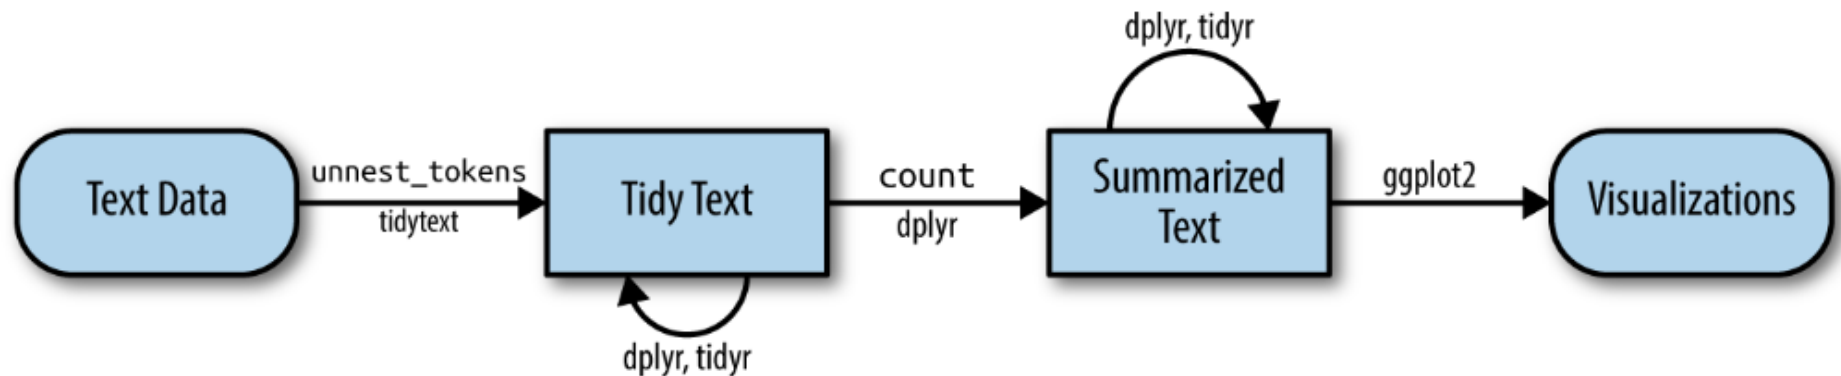 dplyr, tidyr
Text Data
unnest_tokens
tidytext
Tidy Text
count
dplyr
Summarized
Text
ggplot2
Visualizations
dplyr, tidyr